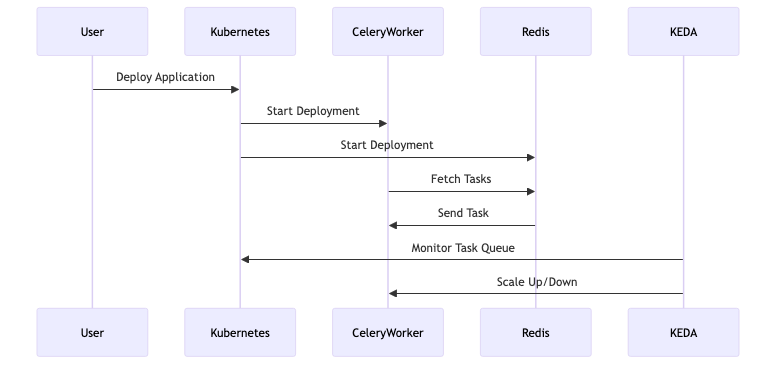 User Kubernetes CeleryWorker Redis KEDA
Deploy Application
Start Deployment
Start Deployment
Fetch Tasks
Send Task
Monitor Task Queue
Scale Up/Down
User Kubernetes CeleryWorker Redis KEDA